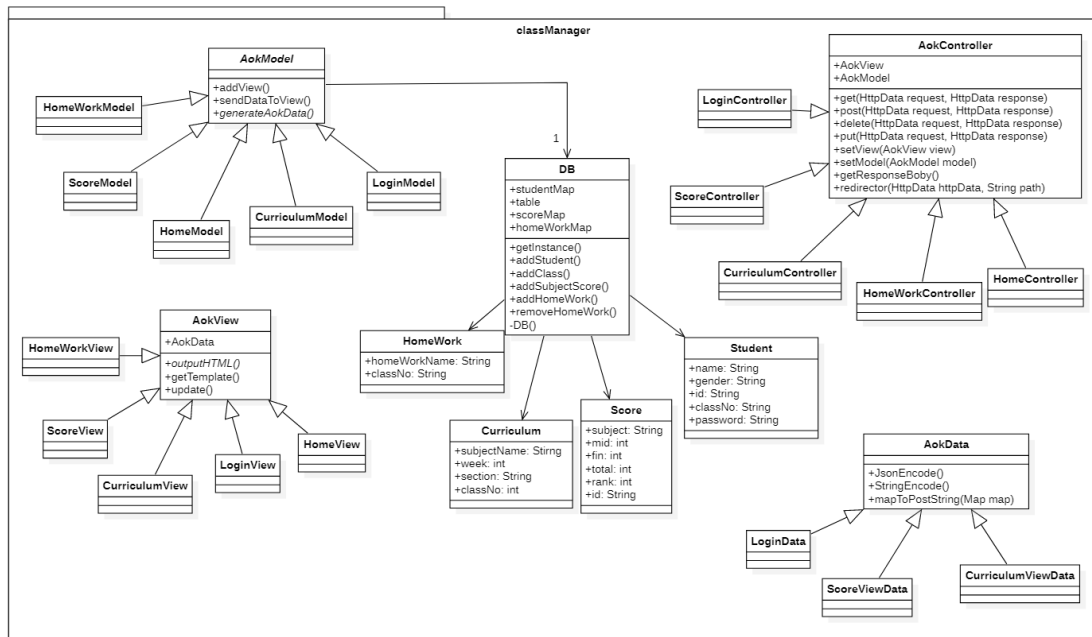 classManager
AokModel
+addView()
+sendDataToView()
+generateAokData()
HomeWorkModel
ScoreModel
HomeModel
CurriculumModel
LoginModel
1
DB
+studentMap
+table
+scoreMap
+homeWorkMap
+getInstance()
+addStudent()
+addClass()
+addSubjectScore()
+addHomeWork()
+removeHomeWork()
-DB()
AokController
+AokView
+AokModel
+get(HttpData request, HttpData response)
+post(HttpData request, HttpData response)
+delete(HttpData request, HttpData response)
+put(HttpData request, HttpData response)
+setView(AokView view)
+setModel(AokModel model)
+getResponseBoby()
+redirector(HttpData httpData, String path)
LoginController
ScoreController
CurriculumController
HomeWorkController
HomeController
AokView
+AokData
+outputHTML()
+getTemplate()
+update()
HomeWorkView
ScoreView
CurriculumView
LoginView
HomeView
HomeWork
+homeWorkName: String
+classNo: String
Curriculum
+subjectName: Stirng
+week: int
+section: String
+classNo: int
Score
+subject: String
+mid: int
+fin: int
+total: int
+rank: int
+id: String
Student
+name: String
+gender: String
+id: String
+classNo: String
+password: String
AokData
+JsonEncode()
+StringEncode()
+mapToPostString(Map map)
LoginData
ScoreViewData
CurriculumViewData